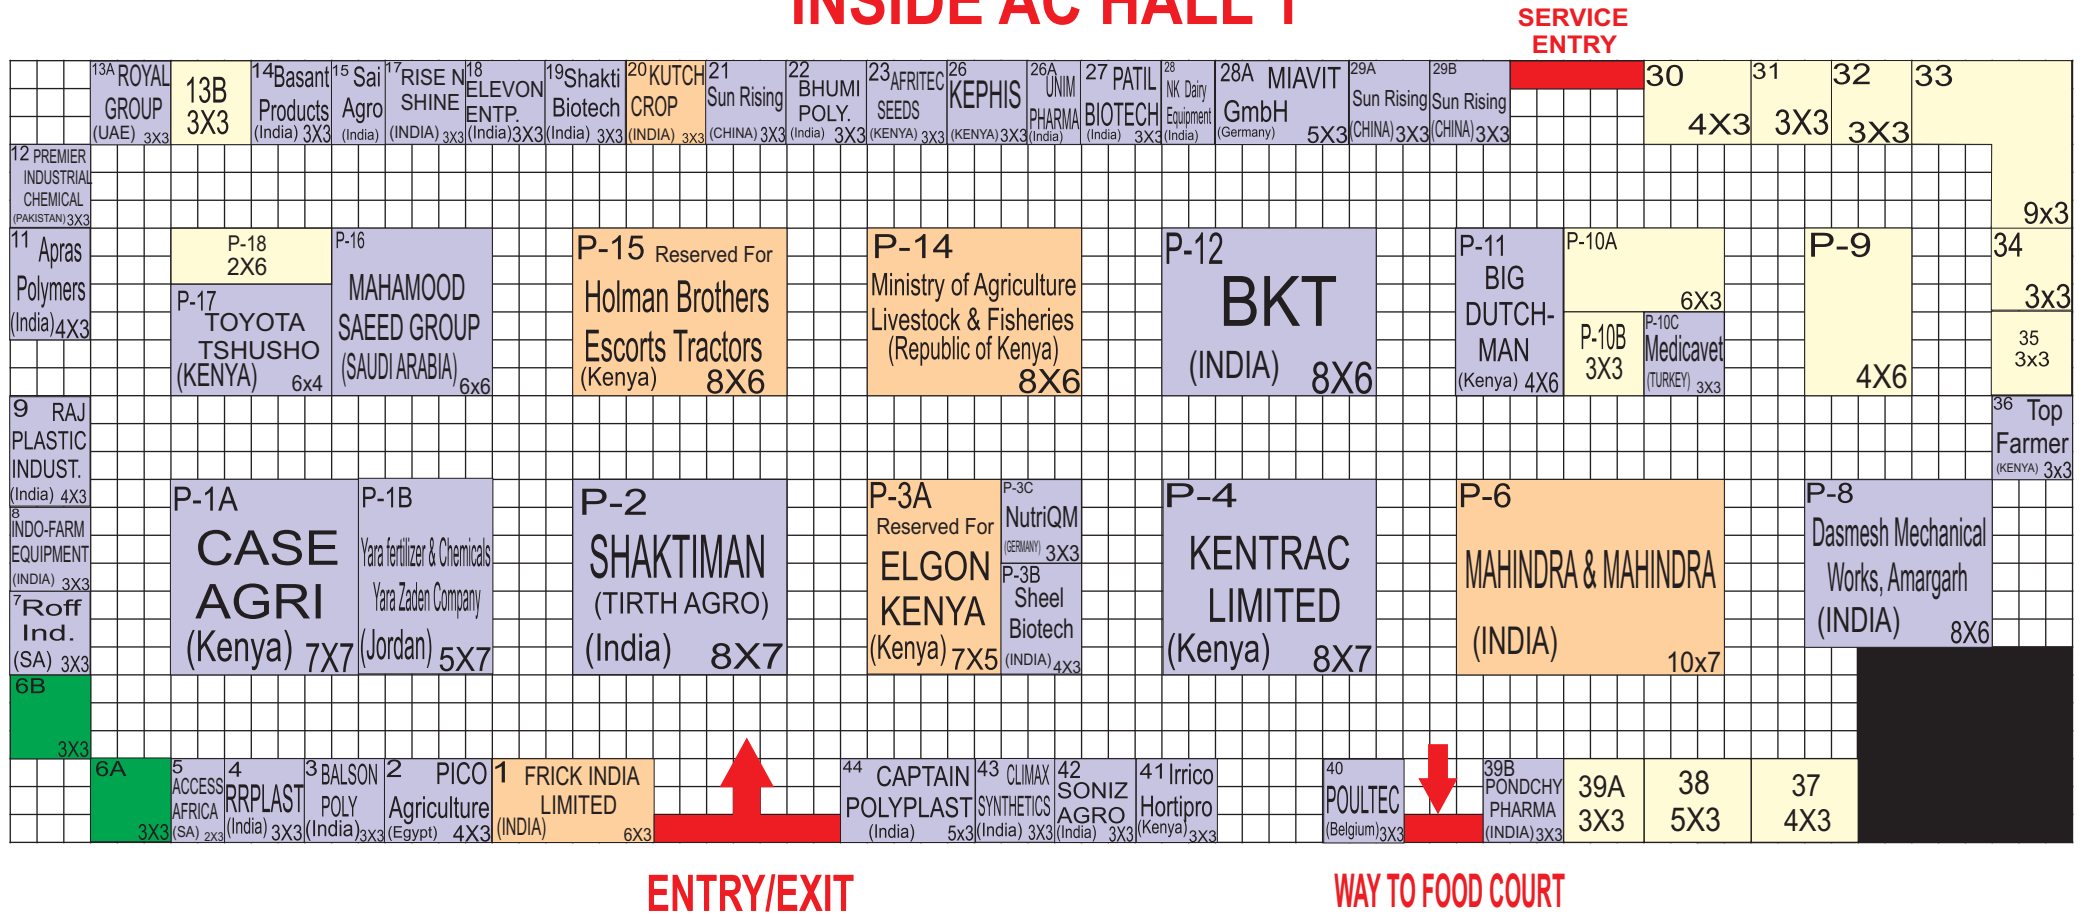 INSIDE AC HALL 1
SERVICE
ENTRY
13A ROYAL
GROUP
(UAE) 3X3
13B
3X3
14 Basant
Products
(India) 3X3
15 Sai
Agro
(India)
17 RISE N
SHINE
(INDIA) 3X3
18
ELEVON
ENTP.
(India) 3X3
19 Shakti
Biotech
(India) 3X3
20 KUTCH
CROP
(INDIA) 3X3
21
Sun Rising
(CHINA) 3X3
22
BHUMI
POLY.
(India) 3X3
23 AFRITEC
SEEDS
(KENYA) 3X3
26
KEPHIS
(KENYA) 3X3
26A
UNIM
PHARMA
(India)
27 PATIL
BIOTECH
(India) 3X3
28
NK Dairy
Equipment
(India)
28A MIAVIT
GmbH
(Germany) 5X3
29A
Sun Rising
(CHINA) 3X3
29B
Sun Rising
(CHINA) 3X3
30
4X3
31
3X3
32
3X3
33
9x3
12 PREMIER
INDUSTRIAL
CHEMICAL
(PAKISTAN) 3X3
11 Apras
Polymers
(India) 4X3
P-18
2X6
P-17
TOYOTA
TSHUSHO
(KENYA) 6x4
P-16
MAHAMOOD
SAEED GROUP
(SAUDI ARABIA) 6x6
P-15 Reserved For
Holman Brothers
Escorts Tractors
(Kenya) 8X6
P-14
Ministry of Agriculture
Livestock & Fisheries
(Republic of Kenya)
8X6
P-12
BKT
(INDIA) 8X6
P-11
BIG
DUTCH-
MAN
(Kenya) 4X6
P-10A
6X3
P-10B
3X3
P-10C
Medicavet
(TURKEY) 3X3
P-9
4X6
34
3x3
35
3x3
9 RAJ
PLASTIC
INDUST.
(India) 4X3
36 Top
Farmer
(KENYA) 3x3
8
INDO-FARM
EQUIPMENT
(INDIA) 3X3
7 Roff
Ind.
(SA) 3X3
P-1A
CASE
AGRI
(Kenya) 7X7
P-1B
Yara fertilizer & Chemicals
Yara Zaden Company
(Jordan) 5X7
P-2
SHAKTIMAN
(TIRTH AGRO)
(India) 8X7
P-3A
Reserved For
ELGON
KENYA
(Kenya) 7X5
P-3C
NutriQM
(GERMANY) 3X3
P-3B
Sheel
Biotech
(INDIA) 4X3
P-4
KENTRAC
LIMITED
(Kenya) 8X7
P-6
MAHINDRA & MAHINDRA
(INDIA)
10x7
P-8
Dasmesh Mechanical
Works, Amargarh
(INDIA) 8X6
6B
3X3
6A
3X3
5
ACCESS
AFRICA
(SA) 2X3
4
RRPLAST
(India) 3X3
3 BALSON
POLY
(India) 3X3
2 PICO
Agriculture
(Egypt) 4X3
1 FRICK INDIA
LIMITED
(INDIA) 6X3
44 CAPTAIN
POLYPLAST
(India) 5x3
43 CLIMAX
SYNTHETICS
(India) 3X3
42
SONIZ
AGRO
(India) 3X3
41 Irrico
Hortipro
(Kenya) 3X3
40
POULTEC
(Belgium) 3X3
39B
PONDCHY
PHARMA
(INDIA) 3X3
39A
3X3
38
5X3
37
4X3
ENTRY/EXIT
WAY TO FOOD COURT